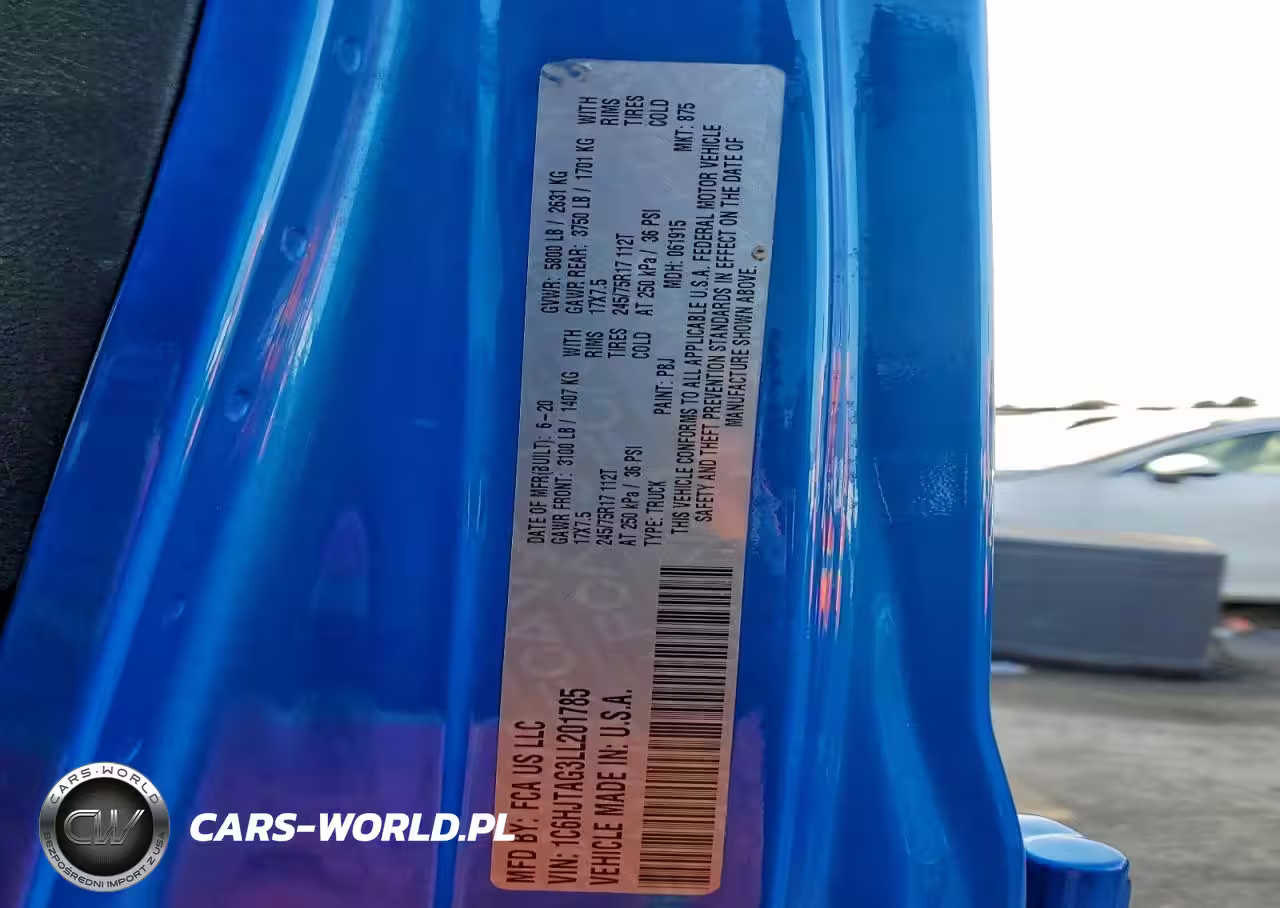 MFD BY: FCA US LLC
VIN: 1C6HJTAG3LL201785
VEHICLE MADE IN: U.S.A.
DATE OF MFR(BUILT): 6-20
GVWR: 5800 LB / 2631 KG
GAWR FRONT: 3100 LB / 1407 KG WITH
GAWR REAR: 3750 LB / 1701 KG WITH
17X7.5 RIMS
17X7.5 RIMS
245/75R17 112T TIRES
245/75R17 112T TIRES
AT 250 kPa / 36 PSI COLD
AT 250 kPa / 36 PSI COLD
TYPE: TRUCK PAINT: PBJ MDH: 061915 MKT: 875
THIS VEHICLE CONFORMS TO ALL APPLICABLE U.S.A. FEDERAL MOTOR VEHICLE
SAFETY AND THEFT PREVENTION STANDARDS IN EFFECT ON THE DATE OF
MANUFACTURE SHOWN ABOVE.
CARS-WORLD
CW
BEZPOŚREDNI IMPORT Z USA
CARS-WORLD.PL